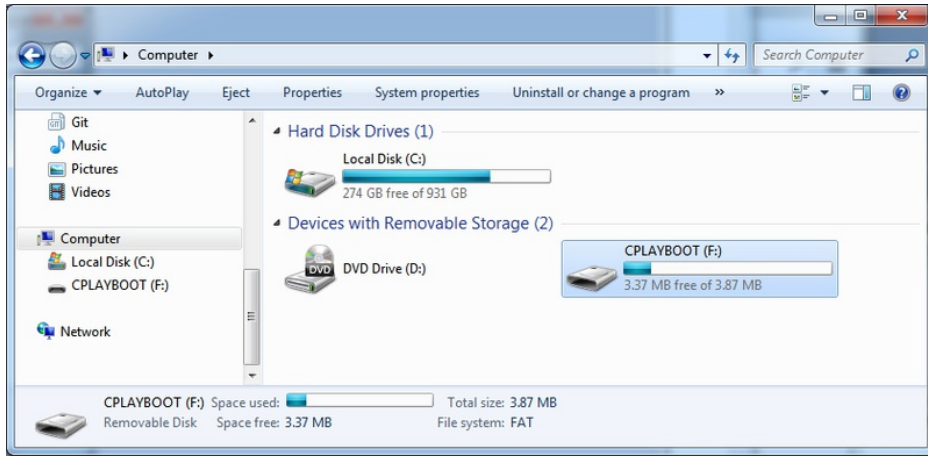 Computer
Search Computer
Organize AutoPlay Eject Properties System properties Uninstall or change a program »
Git
Music
Pictures
Videos
Computer
Local Disk (C:)
CPLAYBOOT (F:)
Network
Hard Disk Drives (1)
Local Disk (C:)
274 GB free of 931 GB
Devices with Removable Storage (2)
DVD
DVD Drive (D:)
CPLAYBOOT (F:)
3.37 MB free of 3.87 MB
CPLAYBOOT (F:) Space used: Total size: 3.87 MB
Removable Disk Space free: 3.37 MB File system: FAT